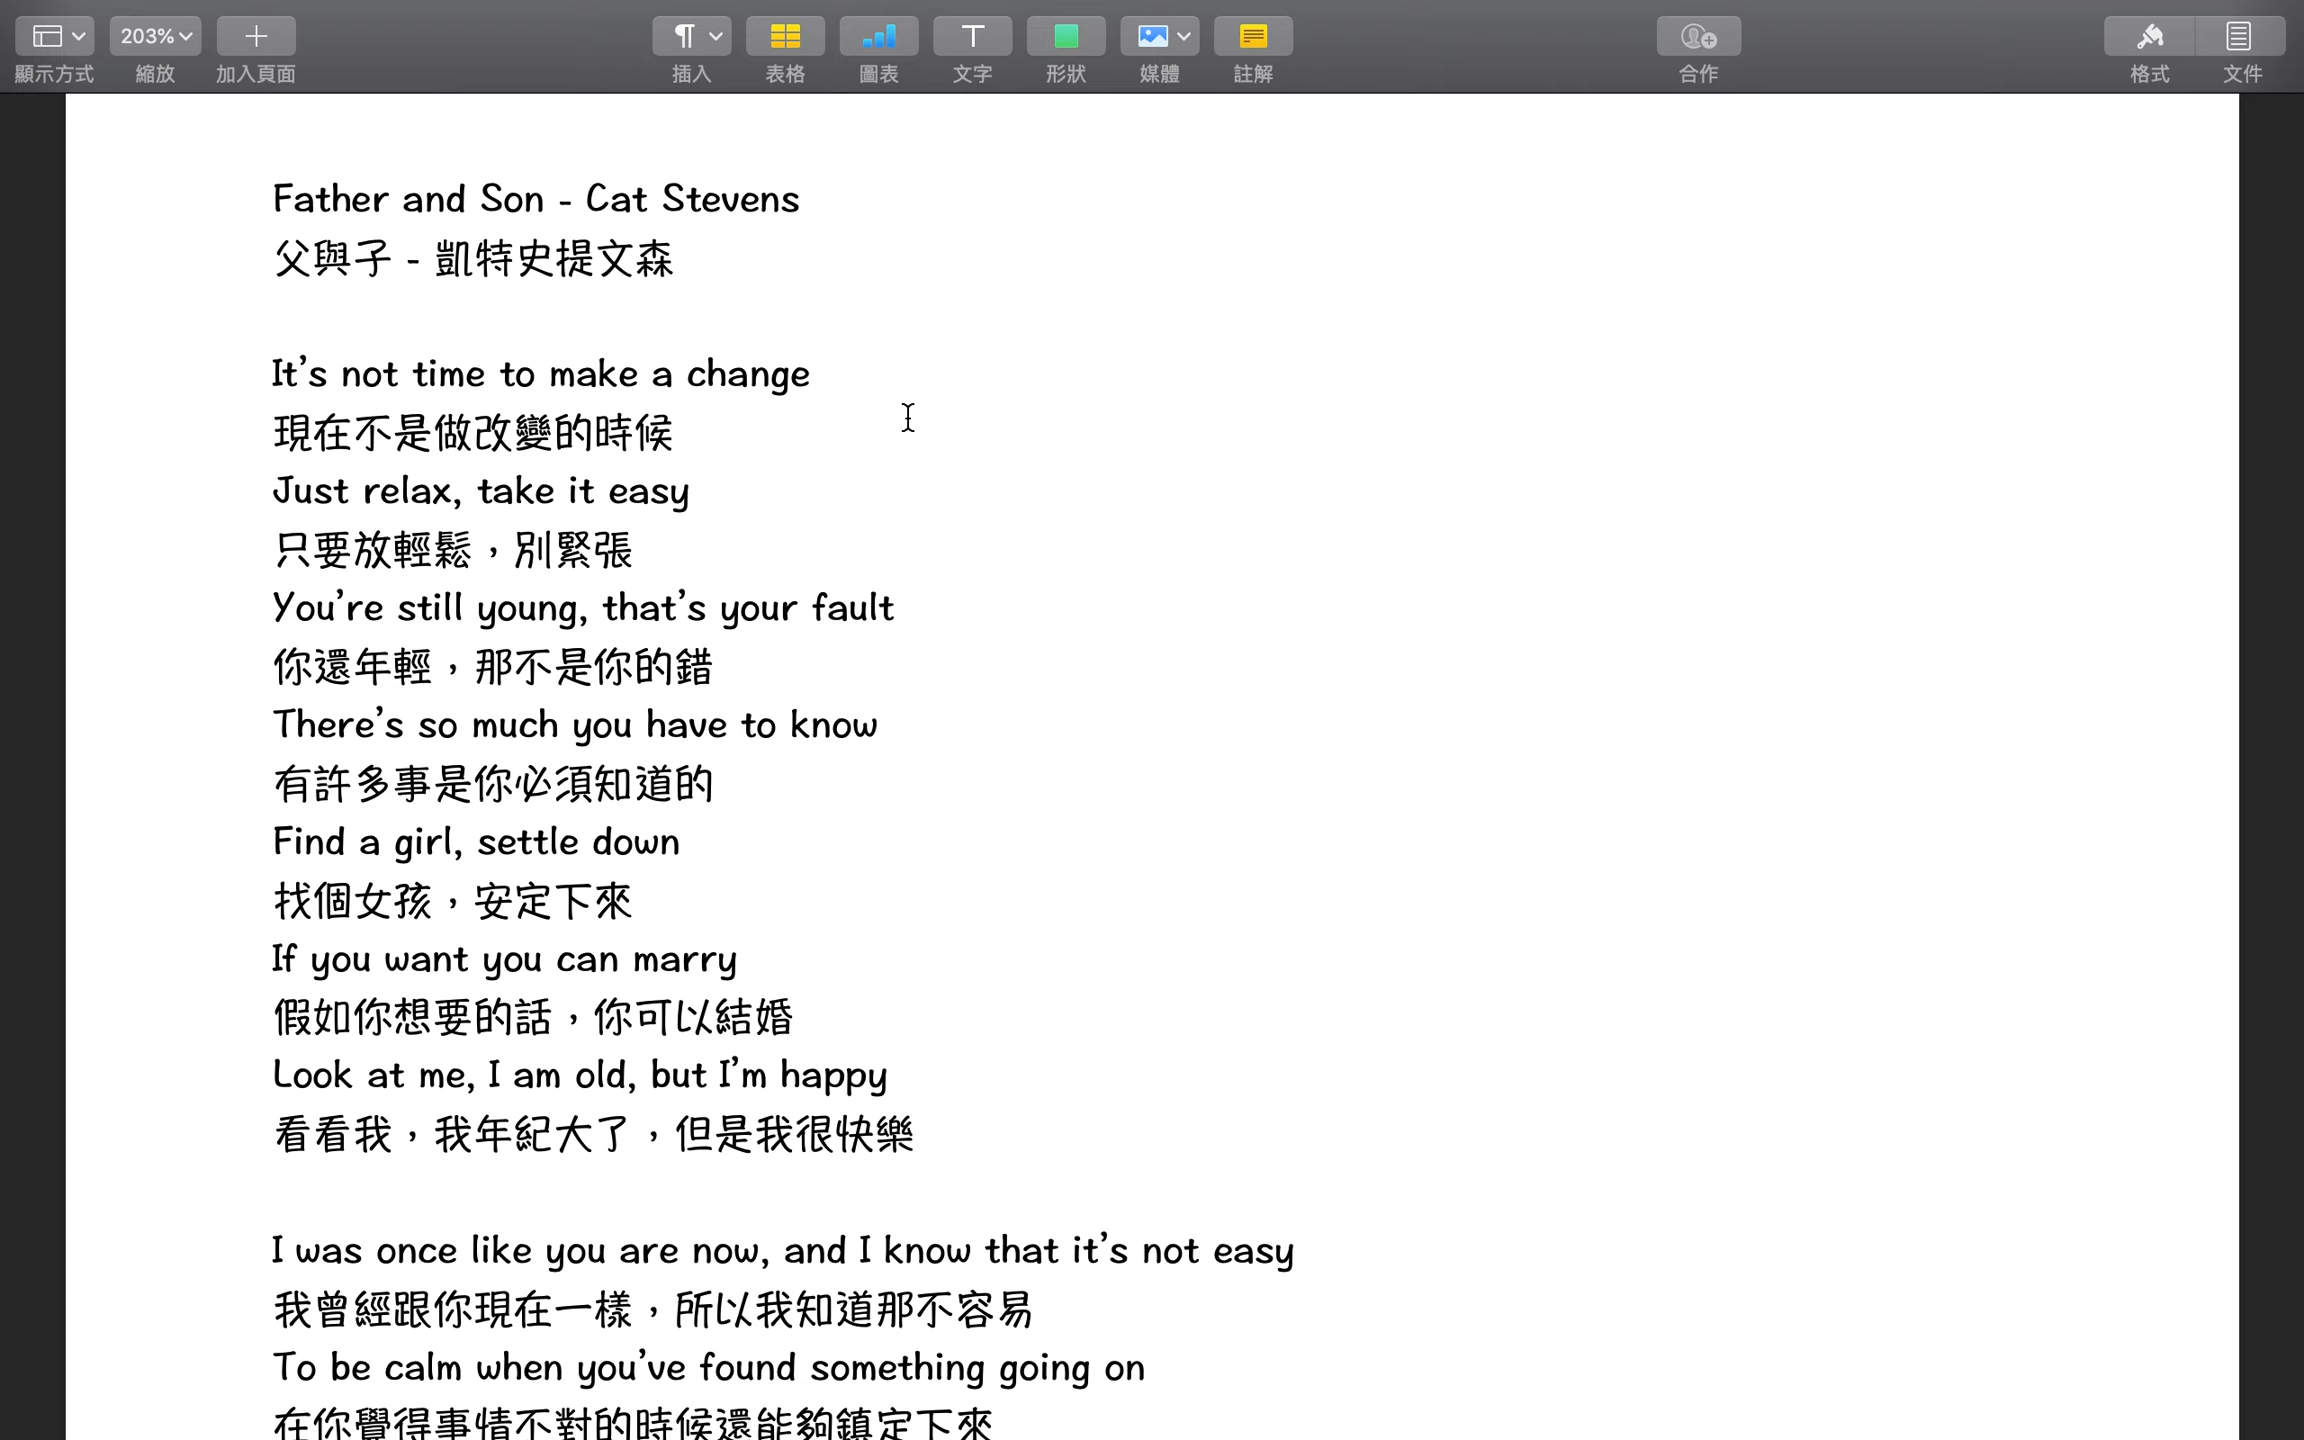 顯示方式
203%
縮放
加入頁面
插入
表格
圖表
T
文字
形狀
媒體
註解
合作
格式
文件
Father and Son - Cat Stevens
父與子 - 凱特史提文森
It's not time to make a change
現在不是做改變的時候
Just relax, take it easy
只要放輕鬆，別緊張
You're still young, that's your fault
你還年輕，那不是你的錯
There's so much you have to know
有許多事是你必須知道的
Find a girl, settle down
找個女孩，安定下來
If you want you can marry
假如你想要的話，你可以結婚
Look at me, I am old, but I'm happy
看看我，我年紀大了，但是我很快樂
I was once like you are now, and I know that it's not easy
我曾經跟你現在一樣，所以我知道那不容易
To be calm when you've found something going on
在你覺得事情不對的時候還能夠鎮定下來